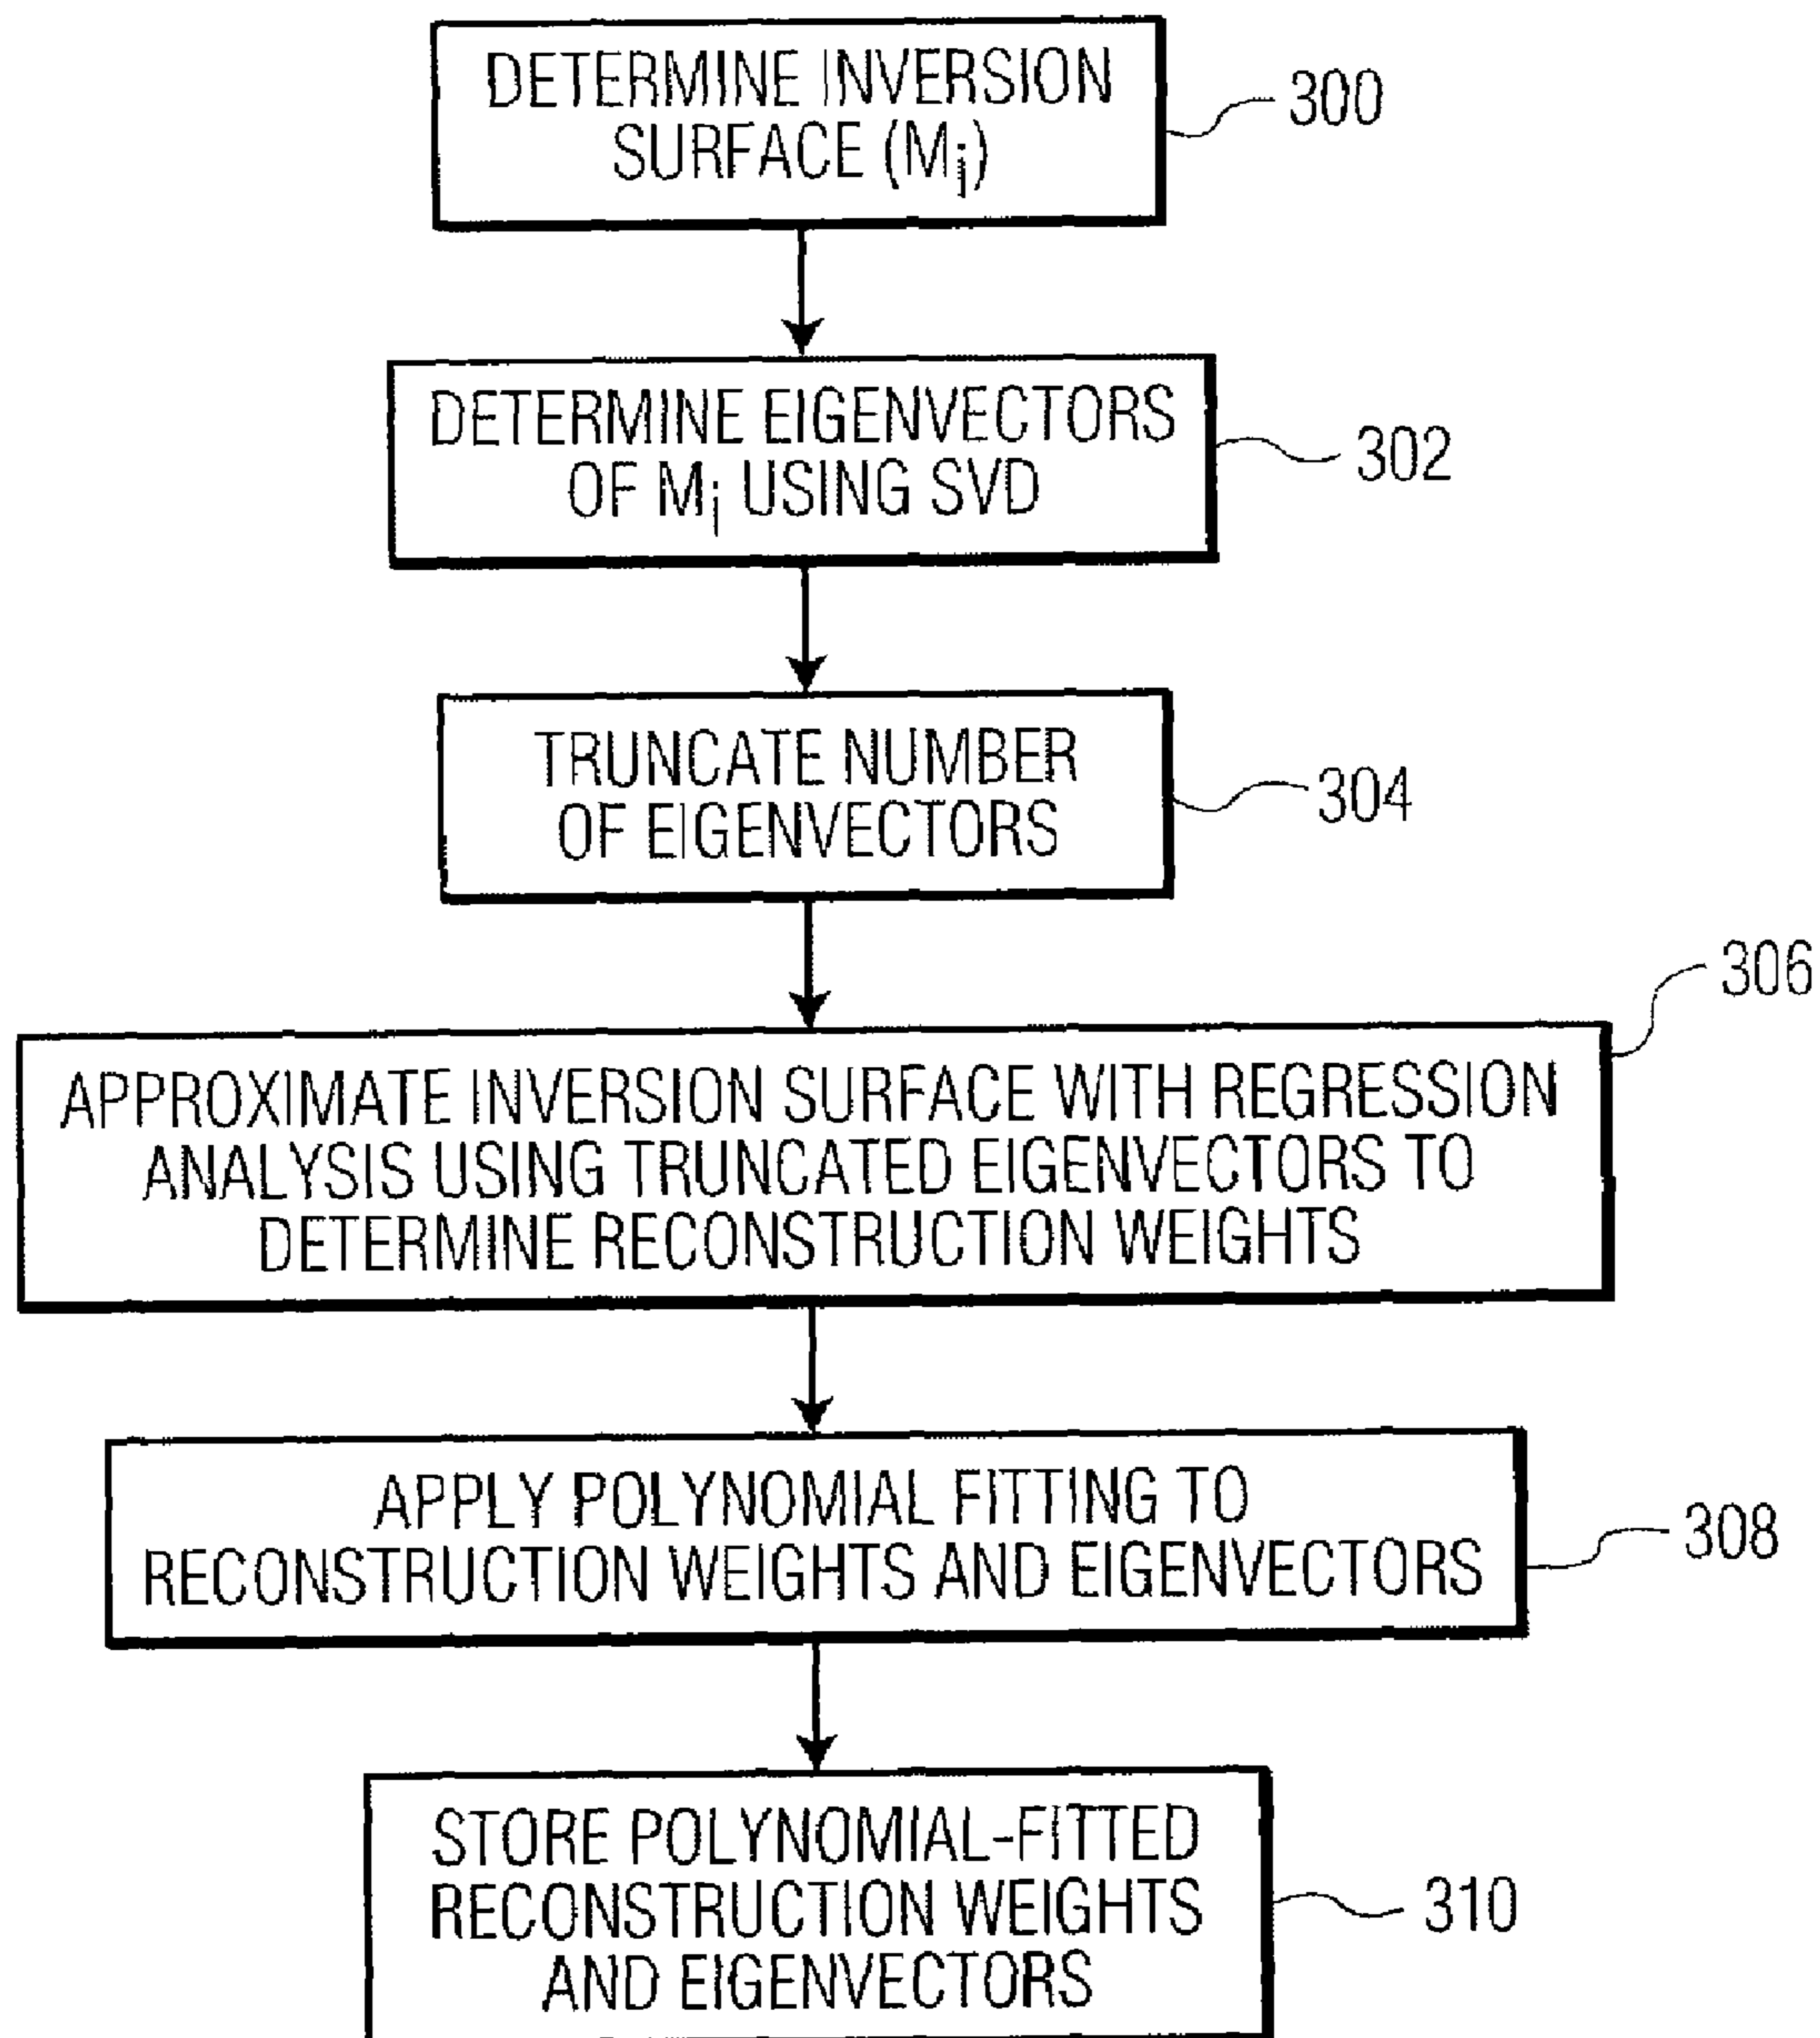 DETERMINE INVERSION
SURFACE (Mi)
300
DETERMINE EIGENVECTORS
OF Mi USING SVD
302
TRUNCATE NUMBER
OF EIGENVECTORS
304
306
APPROXIMATE INVERSION SURFACE WITH REGRESSION
ANALYSIS USING TRUNCATED EIGENVECTORS TO
DETERMINE RECONSTRUCTION WEIGHTS
APPLY POLYNOMIAL FITTING TO
RECONSTRUCTION WEIGHTS AND EIGENVECTORS
308
STORE POLYNOMIAL-FITTED
RECONSTRUCTION WEIGHTS
AND EIGENVECTORS
310